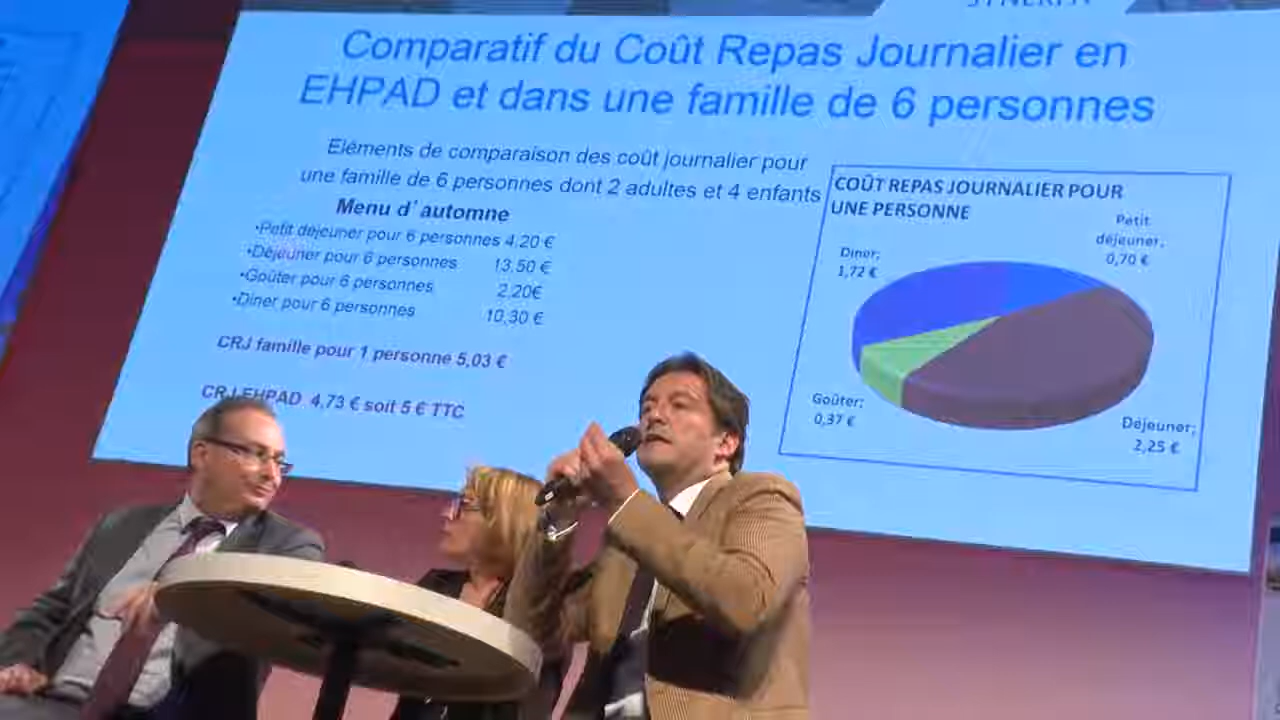 SYNERPA
Comparatif du Coût Repas Journalier en
EHPAD et dans une famille de 6 personnes
Eléments de comparaison des coût journalier pour
une famille de 6 personnes dont 2 adultes et 4 enfants
Menu d'automne
•Petit déjeuner pour 6 personnes 4,20 €
•Déjeuner pour 6 personnes 13,50 €
•Goûter pour 6 personnes 2,20€
•Diner pour 6 personnes 10,30 €
CRJ famille pour 1 personne 5,03 €
CRJ EHPAD 4,73 € soit 5 € TTC
COÛT REPAS JOURNALIER POUR
UNE PERSONNE
Petit
déjeuner;
0,70 €
Diner;
1,72 €
Goûter;
0,37 €
Déjeuner;
2,25 €